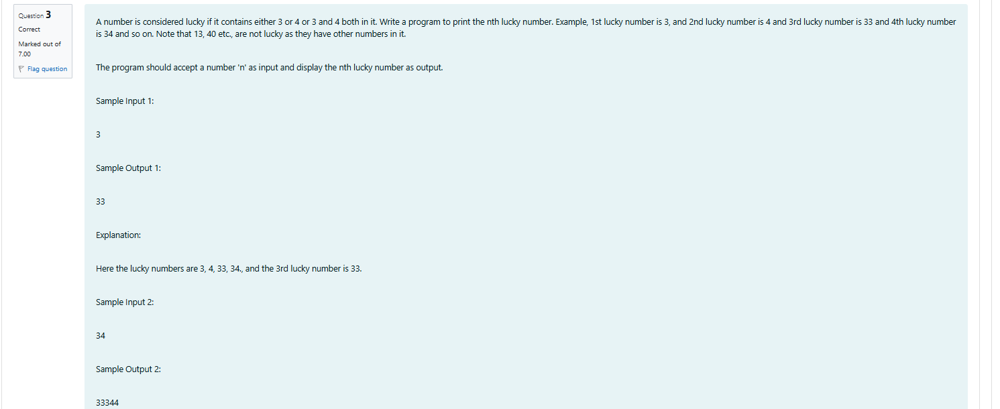 Question 3
Correct
Marked out of
7.00
Flag question
A number is considered lucky if it contains either 3 or 4 or 3 and 4 both in it. Write a program to print the nth lucky number. Example, 1st lucky number is 3, and 2nd lucky number is 4 and 3rd lucky number is 33 and 4th lucky number
is 34 and so on. Note that 13, 40 etc., are not lucky as they have other numbers in it.
The program should accept a number 'n' as input and display the nth lucky number as output.
Sample Input 1:
3
Sample Output 1:
33
Explanation:
Here the lucky numbers are 3, 4, 33, 34., and the 3rd lucky number is 33.
Sample Input 2:
34
Sample Output 2:
33344